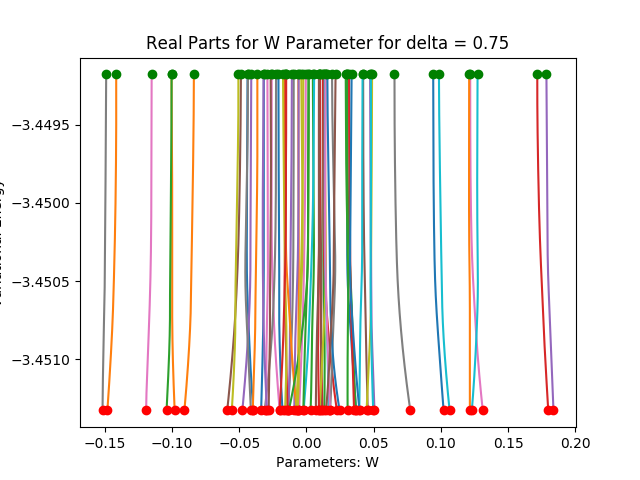 Real Parts for W Parameter for delta = 0.75
−3.4495
−3.4500
−3.4505
−3.4510
−0.15 −0.10 −0.05 0.00 0.05 0.10 0.15 0.20
Parameters: W